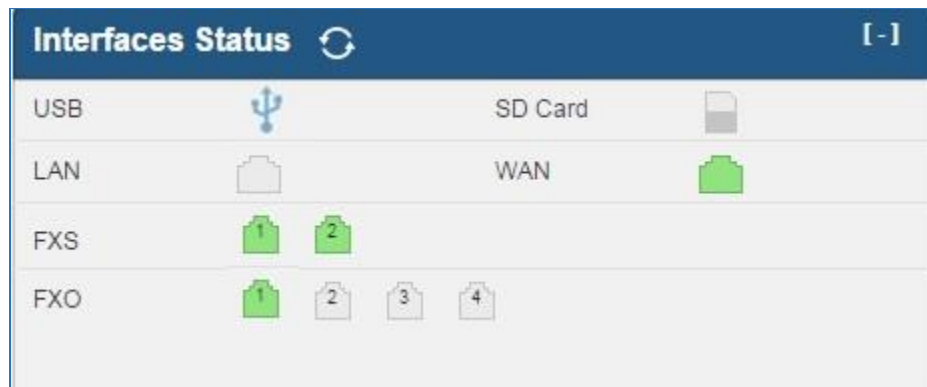 Interfaces Status [-]
USB SD Card
LAN WAN
FXS 1 2
FXO 1 2 3 4